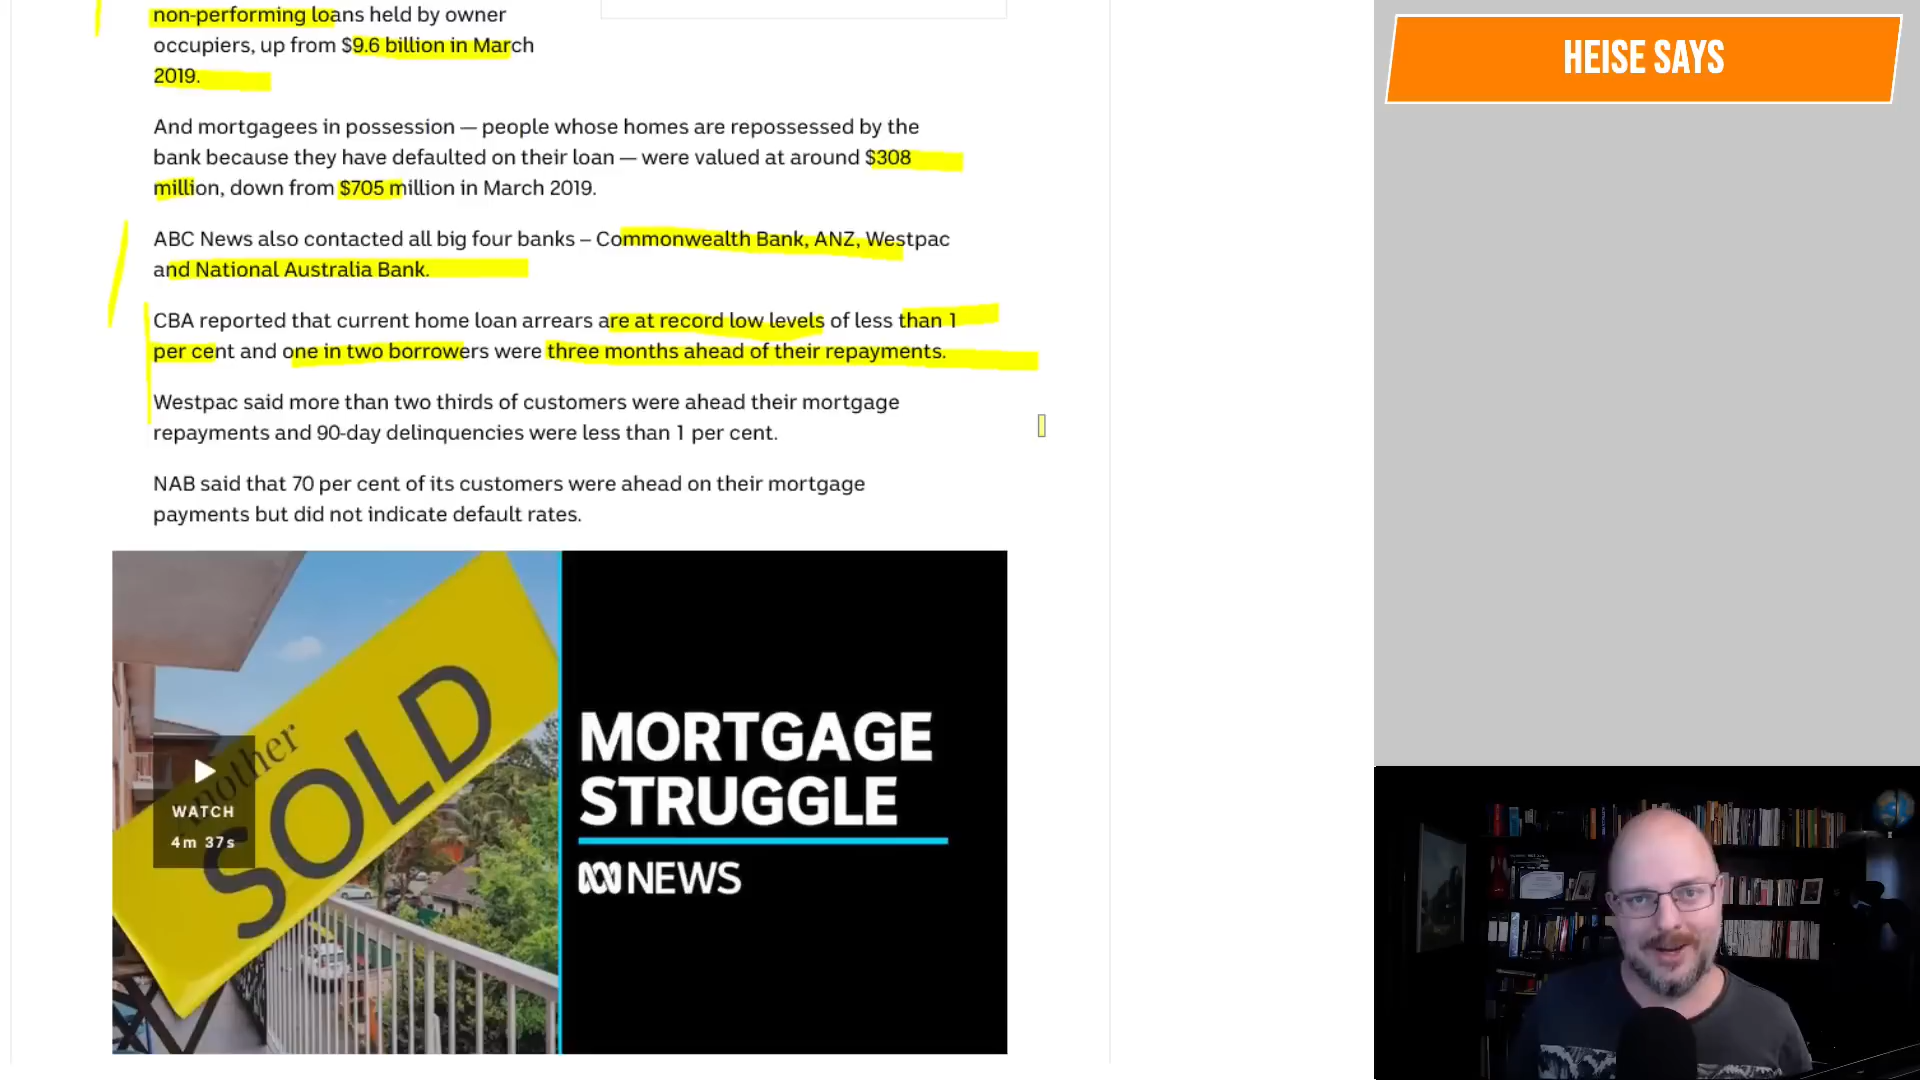 non-performing loans held by owner
occupiers, up from $9.6 billion in March
2019.
And mortgagees in possession — people whose homes are repossessed by the
bank because they have defaulted on their loan — were valued at around $308
million, down from $705 million in March 2019.
ABC News also contacted all big four banks – Commonwealth Bank, ANZ, Westpac
and National Australia Bank.
CBA reported that current home loan arrears are at record low levels of less than 1
per cent and one in two borrowers were three months ahead of their repayments.
Westpac said more than two thirds of customers were ahead their mortgage
repayments and 90-day delinquencies were less than 1 per cent.
NAB said that 70 per cent of its customers were ahead on their mortgage
payments but did not indicate default rates.
another
SOLD
WATCH
4m 37s
MORTGAGE
STRUGGLE
NEWS
HEISE SAYS